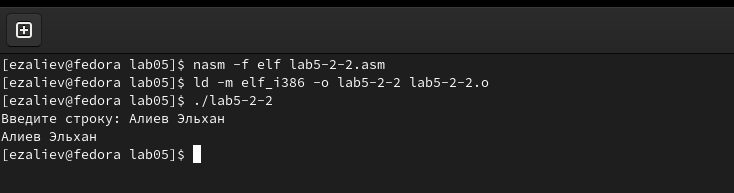 [ezaliev@fedora lab05]$ nasm -f elf lab5-2-2.asm
[ezaliev@fedora lab05]$ ld -m elf_i386 -o lab5-2-2 lab5-2-2.o
[ezaliev@fedora lab05]$ ./lab5-2-2
Введите строку: Алиев Эльхан
Алиев Эльхан
[ezaliev@fedora lab05]$